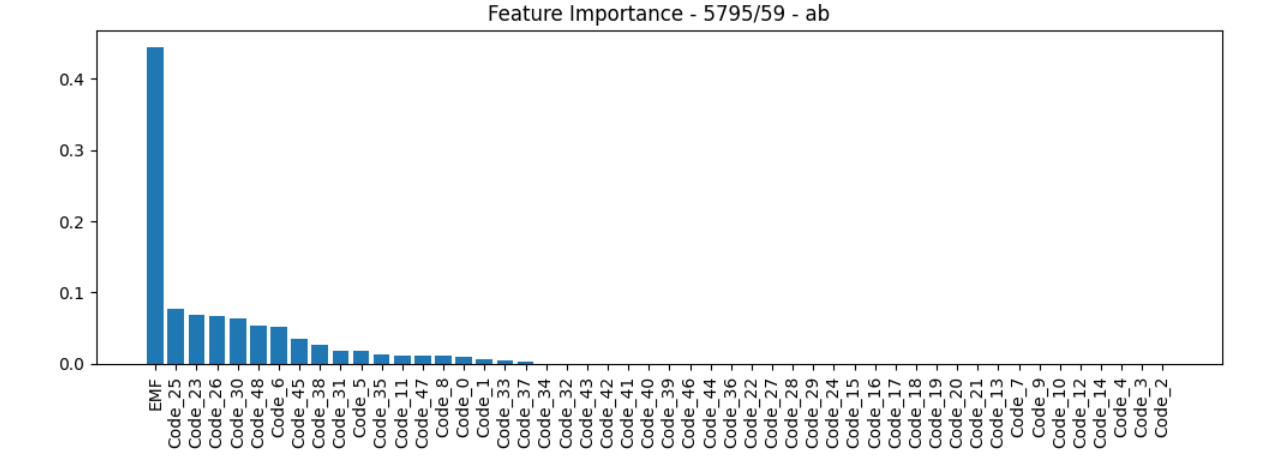 Feature Importance - 5795/59 - ab
0.4
0.3
0.2
0.1
0.0
EMF
Code_25
Code_23
Code_26
Code_30
Code_48
Code_6
Code_45
Code_38
Code_31
Code_5
Code_35
Code_11
Code_47
Code_8
Code_0
Code_1
Code_33
Code_37
Code_34
Code_32
Code_43
Code_42
Code_41
Code_40
Code_39
Code_46
Code_44
Code_36
Code_22
Code_27
Code_28
Code_29
Code_24
Code_15
Code_16
Code_17
Code_18
Code_19
Code_20
Code_21
Code_13
Code_7
Code_9
Code_10
Code_12
Code_14
Code_4
Code_3
Code_2